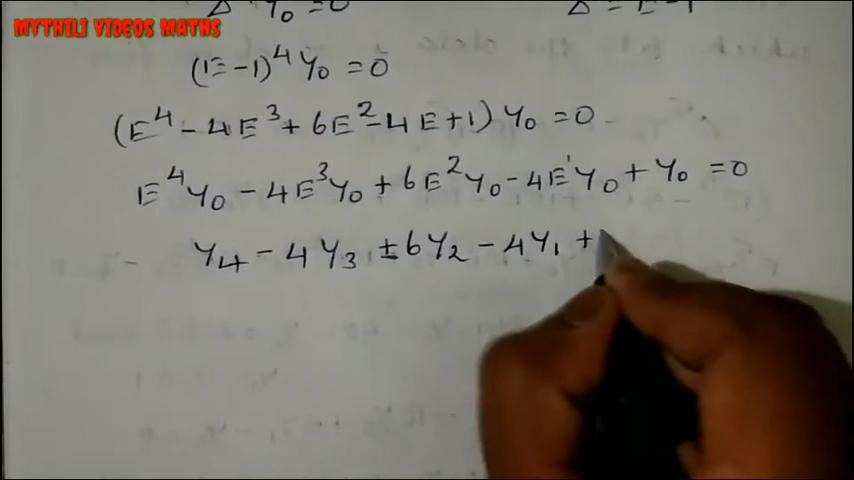 MYTHILI VIDEOS MATHS
(E-1)⁴ Y₀ = 0
(E⁴ - 4E³ + 6E² - 4E + 1) Y₀ = 0
E⁴Y₀ - 4E³Y₀ + 6E²Y₀ - 4E¹Y₀ + Y₀ = 0
Y₄ - 4Y₃ ± 6Y₂ - 4Y₁ +